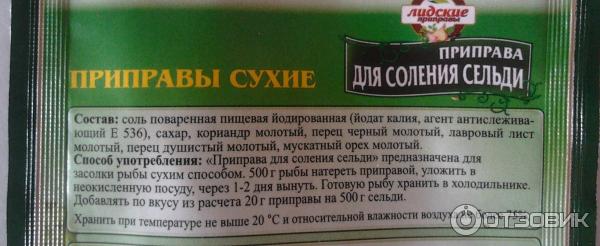 лидские
приправы
ПРИПРАВА
ДЛЯ СОЛЕНИЯ СЕЛЬДИ
ПРИПРАВЫ СУХИЕ
Состав: соль поваренная пищевая йодированная (йодат калия, агент антислеживаю-
ающий Е 536), сахар, кориандр молотый, перец черный молотый, лавровый лист
молотый, перец душистый молотый, мускатный орех молотый.
Способ употребления: «Приправа для соления сельди» предназначена для
засолки рыбы сухим способом. 500 г рыбы натереть приправой, уложить в
неокисленную посуду, через 1-2 дня вынуть. Готовую рыбу хранить в холодильнике.
Добавлять по вкусу из расчета 20 г приправы на 500 г сельди.
Хранить при температуре не выше 20 °С и относительной влажности воздуха
ОТЗОВИК